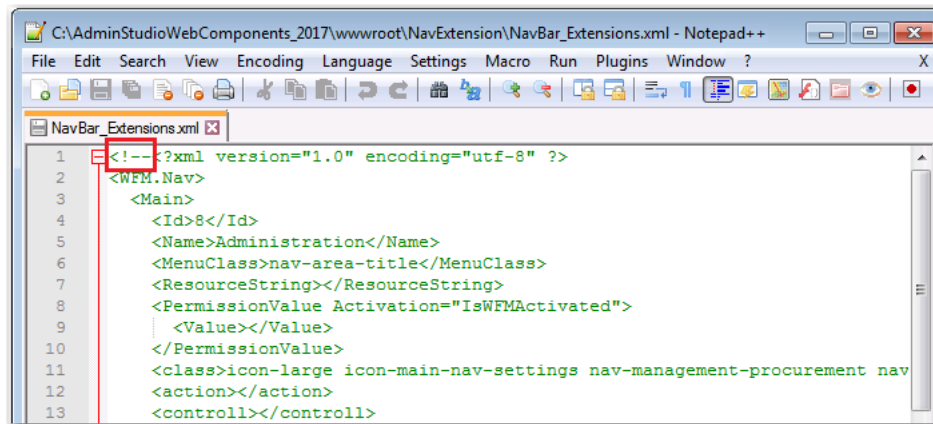 C:\AdminStudioWebComponents_2017\wwwroot\NavExtension\NavBar_Extensions.xml - Notepad++
File Edit Search View Encoding Language Settings Macro Run Plugins Window ? X
NavBar_Extensions.xml
1 <!--<?xml version="1.0" encoding="utf-8" ?>
2 <WFM.Nav>
3 <Main>
4 <Id>8</Id>
5 <Name>Administration</Name>
6 <MenuClass>nav-area-title</MenuClass>
7 <ResourceString></ResourceString>
8 <PermissionValue Activation="IsWFMActivated">
9 <Value></Value>
10 </PermissionValue>
11 <class>icon-large icon-main-nav-settings nav-management-procurement nav
12 <action></action>
13 <controll></controll>